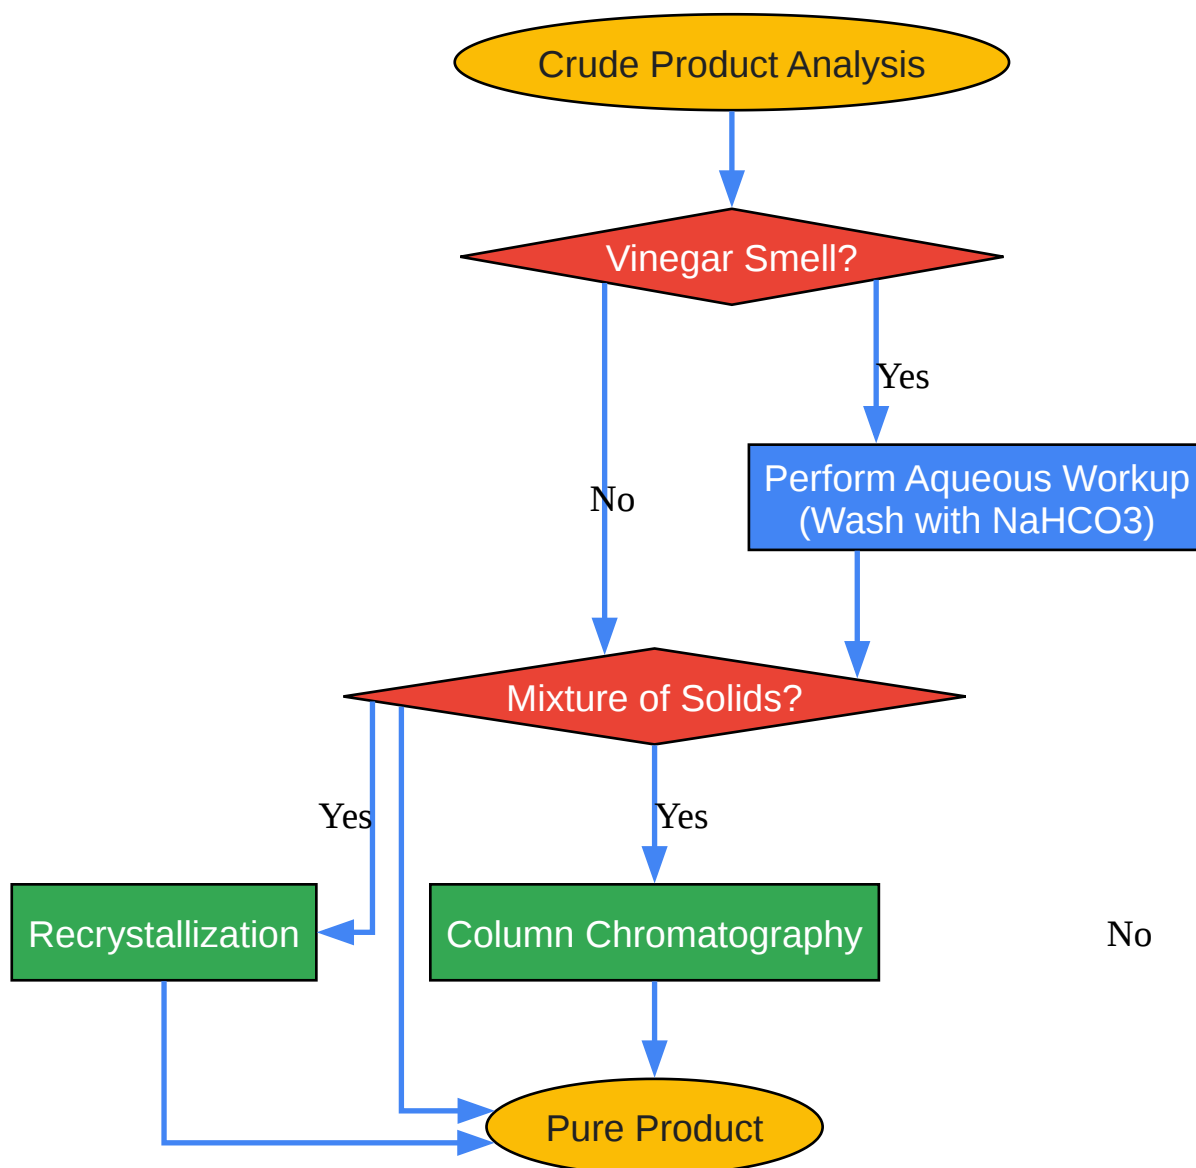 Crude Product Analysis
Vinegar Smell?
Yes
Perform Aqueous Workup
(Wash with NaHCO3)
No
Mixture of Solids?
Yes
Yes
Recrystallization
Column Chromatography
No
Pure Product